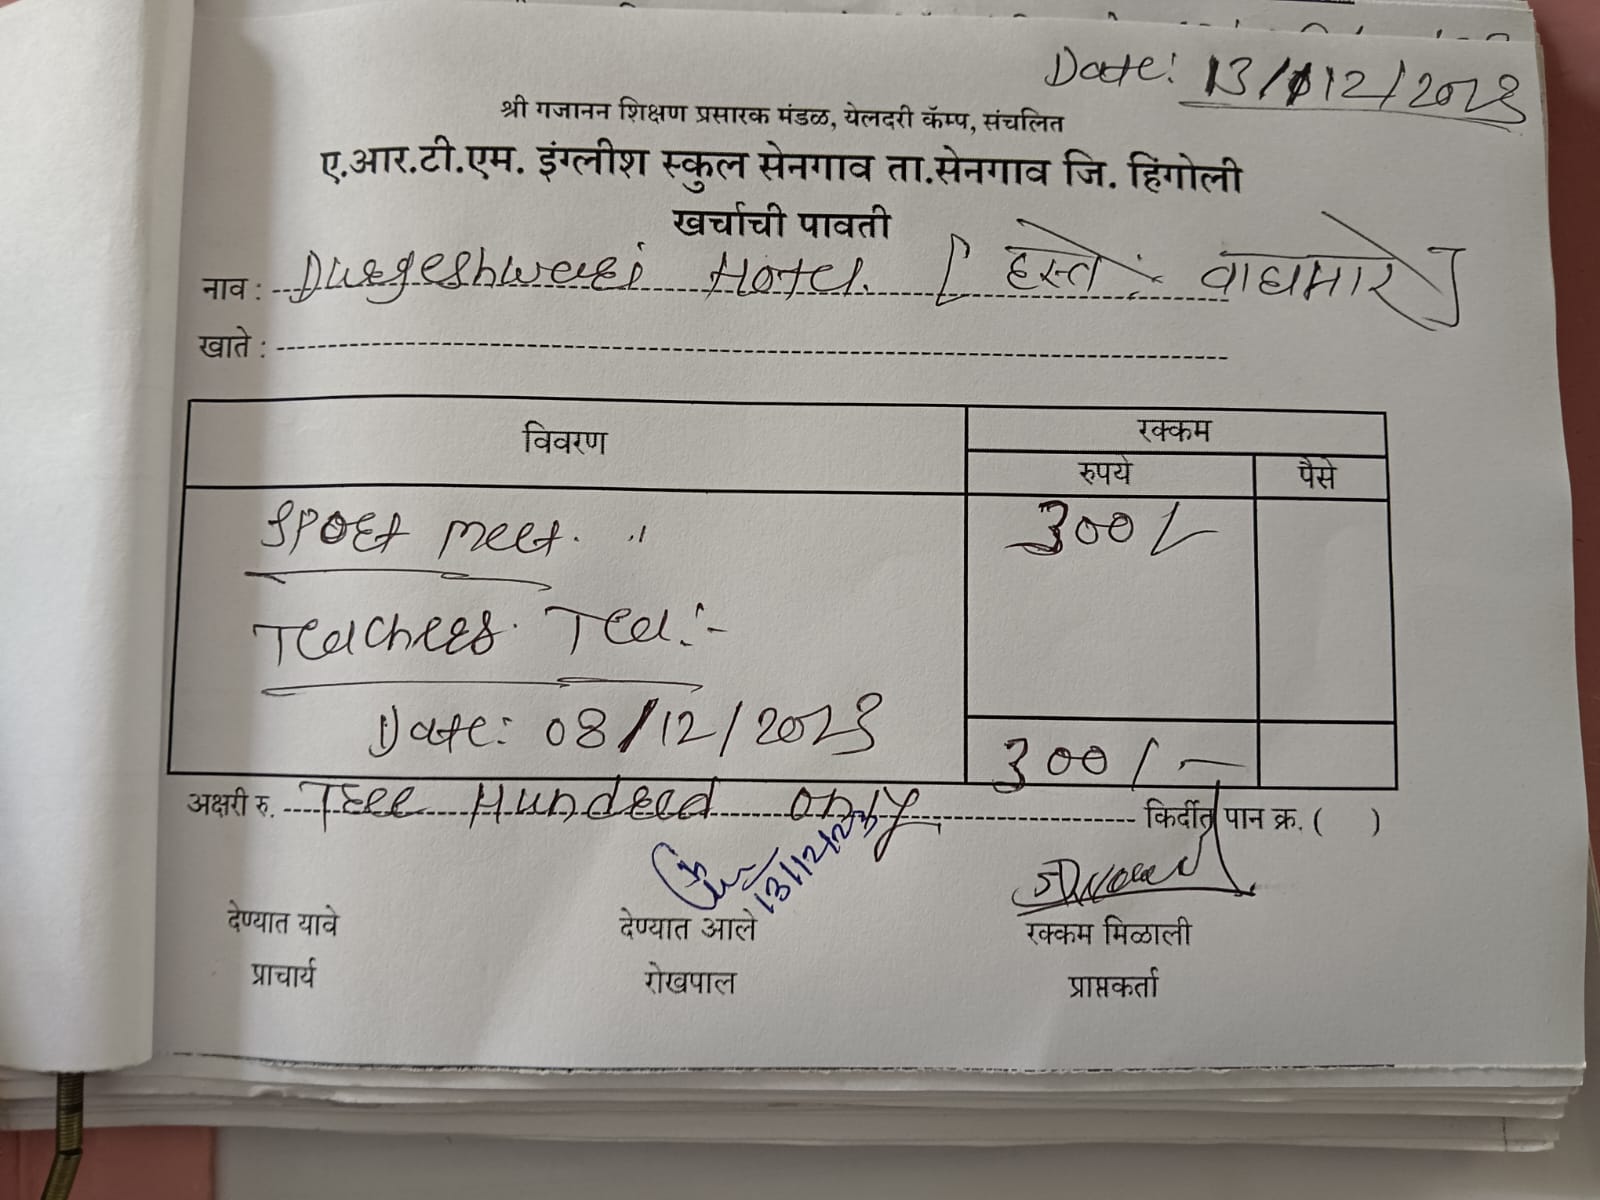 Date: 13/12/2023
श्री गजानन शिक्षण प्रसारक मंडळ, येलदरी कॅम्प, संचलित
ए.आर.टी.एम. इंग्लीश स्कुल सेनगाव ता.सेनगाव जि. हिंगोली
खर्चाची पावती
नाव : Durgeshwari Hotel. [ हस्ते : वाघमारे ]
खाते :
विवरण रक्कम
रुपये पैसे
Sport meet. 300/-
Teachers Tea:-
Date: 08/12/2023
300/-
अक्षरी रु. Tree Hundred only किर्दीत पान क्र. ( )
13/12/23
देण्यात यावे देण्यात आले रक्कम मिळाली
प्राचार्य रोखपाल प्राप्तकर्ता